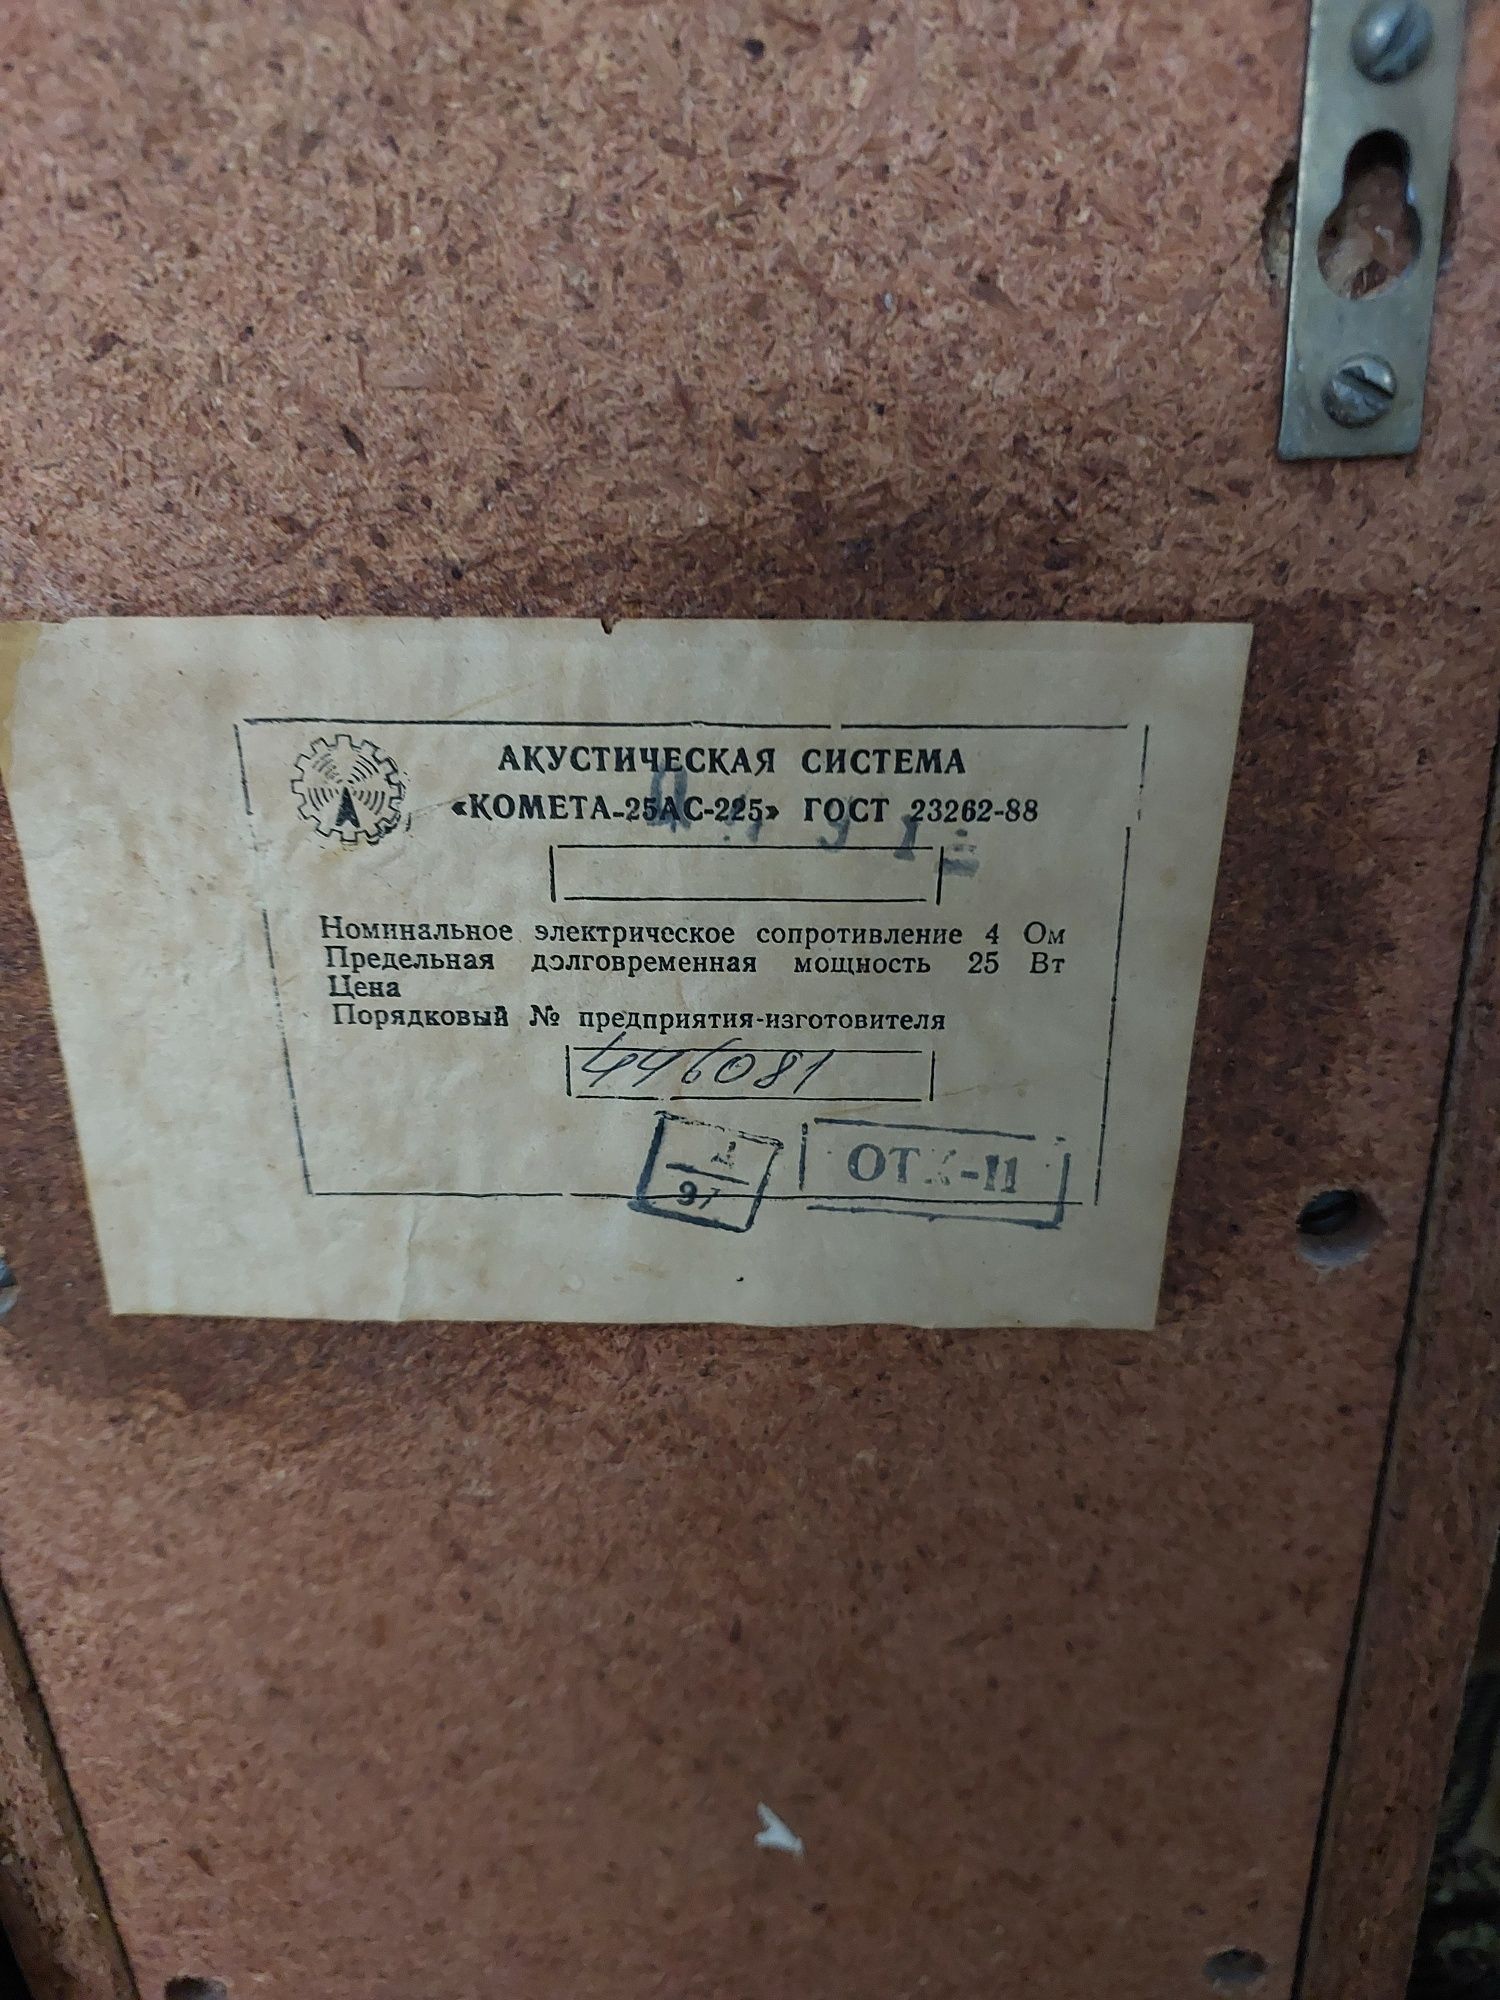 АКУСТИЧЕСКАЯ СИСТЕМА
«КОМЕТА-25АС-225» ГОСТ 23262-88
Номинальное электрическое сопротивление 4 Ом
Предельная долговременная мощность 25 Вт
Цена
Порядковый № предприятия-изготовителя
446081
ОТК-11